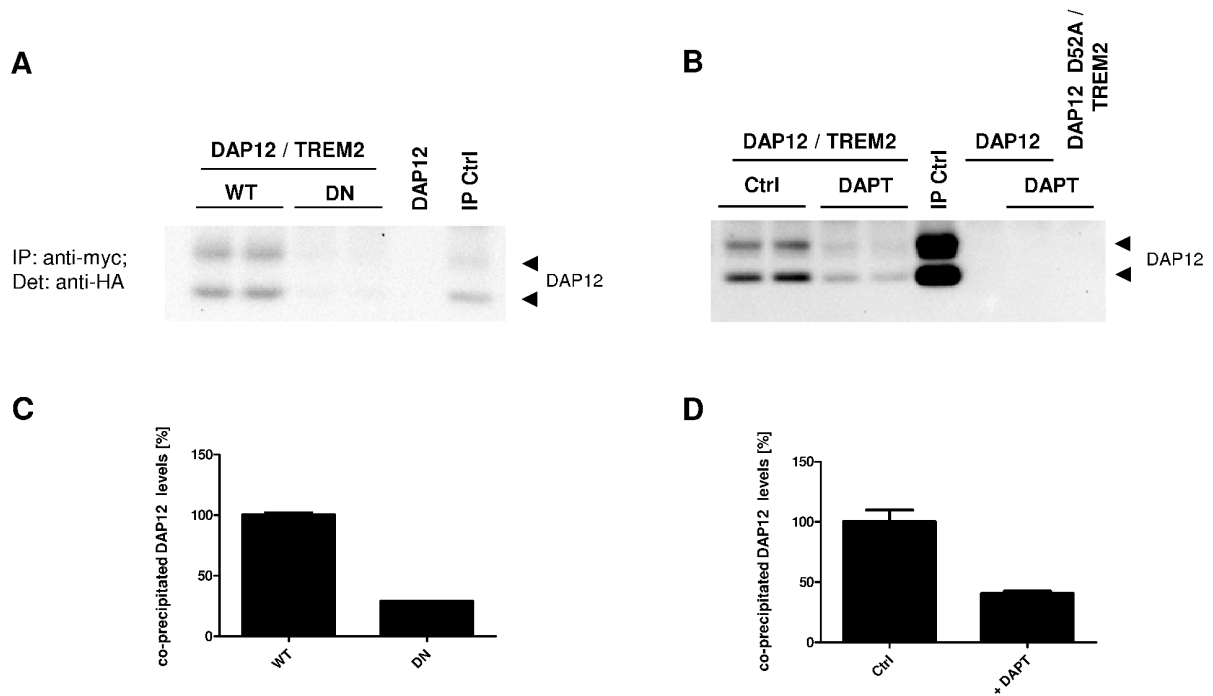 A
DAP12 / TREM2
WT
DN
DAP12
IP Ctrl
IP: anti-myc;
Det: anti-HA
DAP12
B
DAP12 / TREM2
Ctrl
DAPT
IP Ctrl
DAP12
DAPT
DAP12 D52A /
TREM2
DAP12
C
co-precipitated DAP12 levels [%]
150
100
50
0
WT
DN
D
co-precipitated DAP12 levels [%]
150
100
50
0
Ctrl
+ DAPT